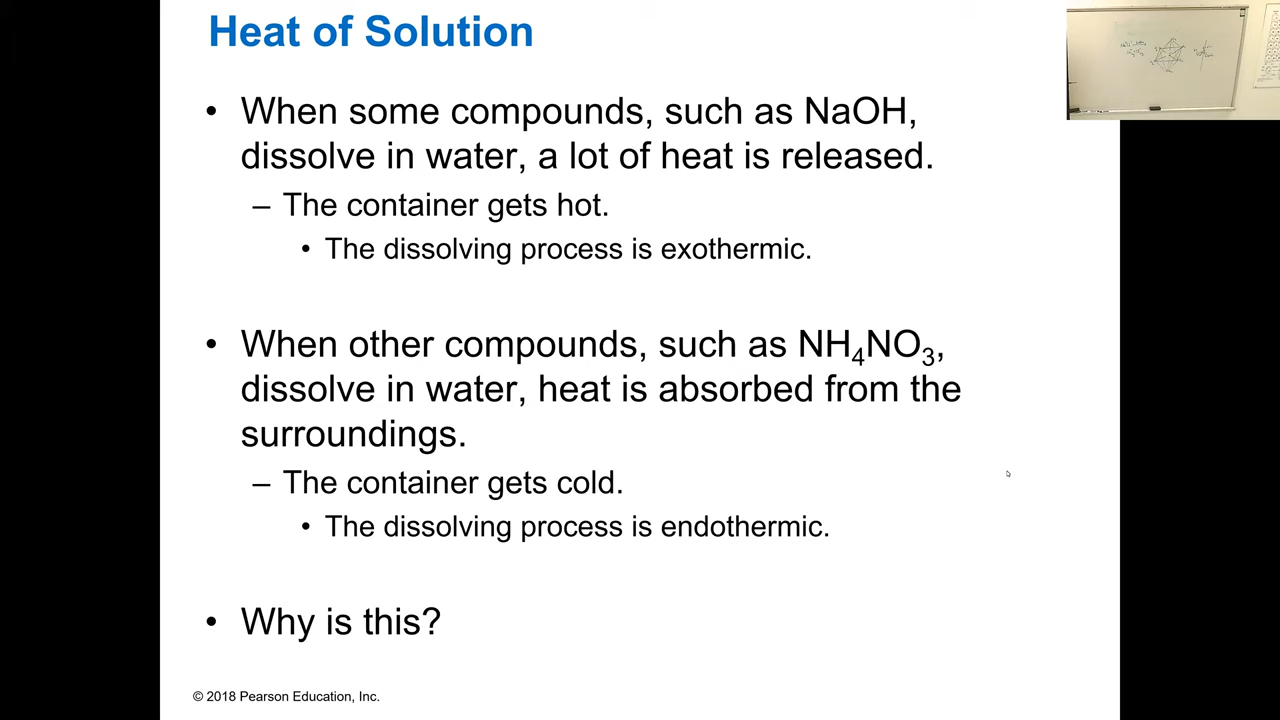 Heat of Solution
• When some compounds, such as NaOH,
dissolve in water, a lot of heat is released.
– The container gets hot.
• The dissolving process is exothermic.
• When other compounds, such as NH₄NO₃,
dissolve in water, heat is absorbed from the
surroundings.
– The container gets cold.
• The dissolving process is endothermic.
• Why is this?
© 2018 Pearson Education, Inc.